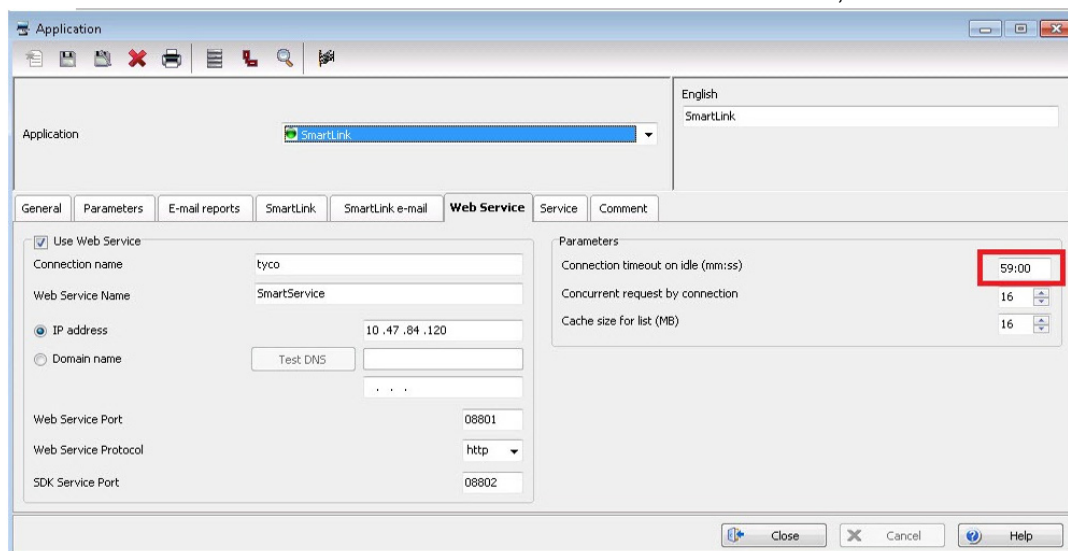 Application
English
SmartLink
Application
SmartLink
General Parameters E-mail reports SmartLink SmartLink e-mail Web Service Service Comment
Use Web Service
Connection name tyco
Web Service Name SmartService
IP address 10 .47 .84 .120
Domain name Test DNS
. . .
Web Service Port 08801
Web Service Protocol http
SDK Service Port 08802
Parameters
Connection timeout on idle (mm:ss) 59:00
Concurrent request by connection 16
Cache size for list (MB) 16
Close Cancel Help